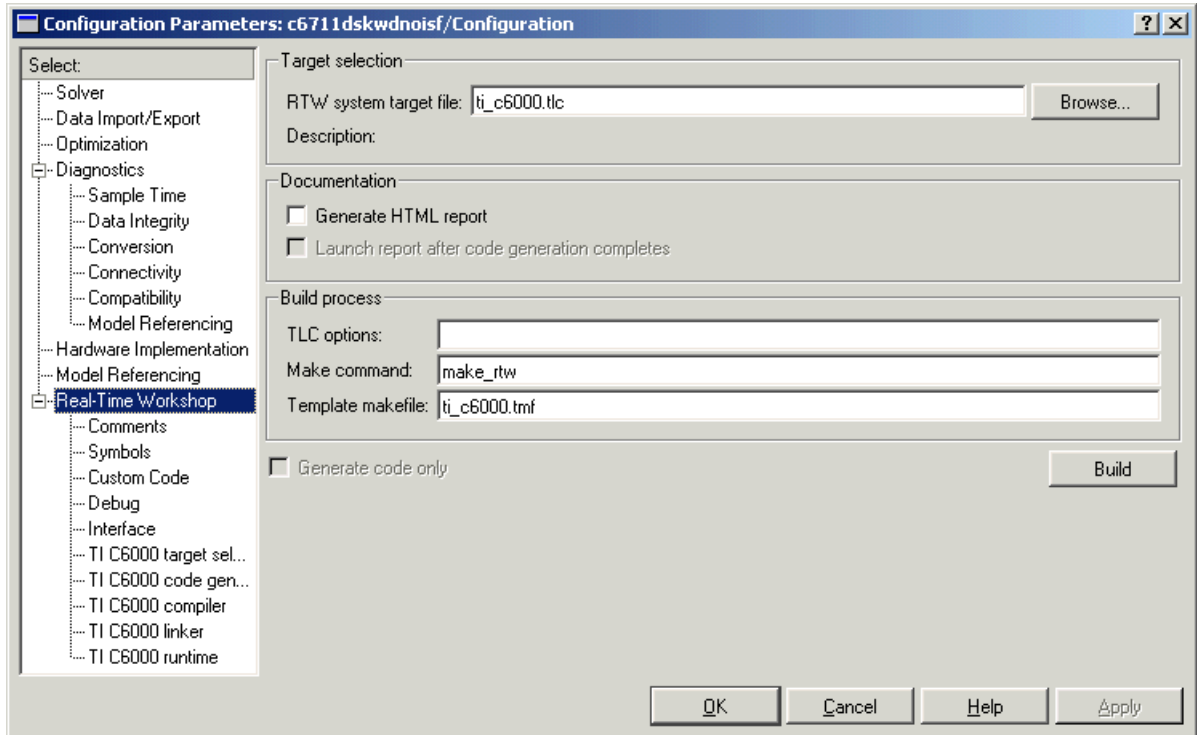 Configuration Parameters: c6711dskwdnoisf/Configuration
Select:
Solver
Data Import/Export
Optimization
Diagnostics
Sample Time
Data Integrity
Conversion
Connectivity
Compatibility
Model Referencing
Hardware Implementation
Model Referencing
Real-Time Workshop
Comments
Symbols
Custom Code
Debug
Interface
TI C6000 target sel...
TI C6000 code gen...
TI C6000 compiler
TI C6000 linker
TI C6000 runtime
Target selection
RTW system target file: ti_c6000.tlc Browse...
Description:
Documentation
Generate HTML report
Launch report after code generation completes
Build process
TLC options:
Make command: make_rtw
Template makefile: ti_c6000.tmf
Generate code only Build
OK Cancel Help Apply